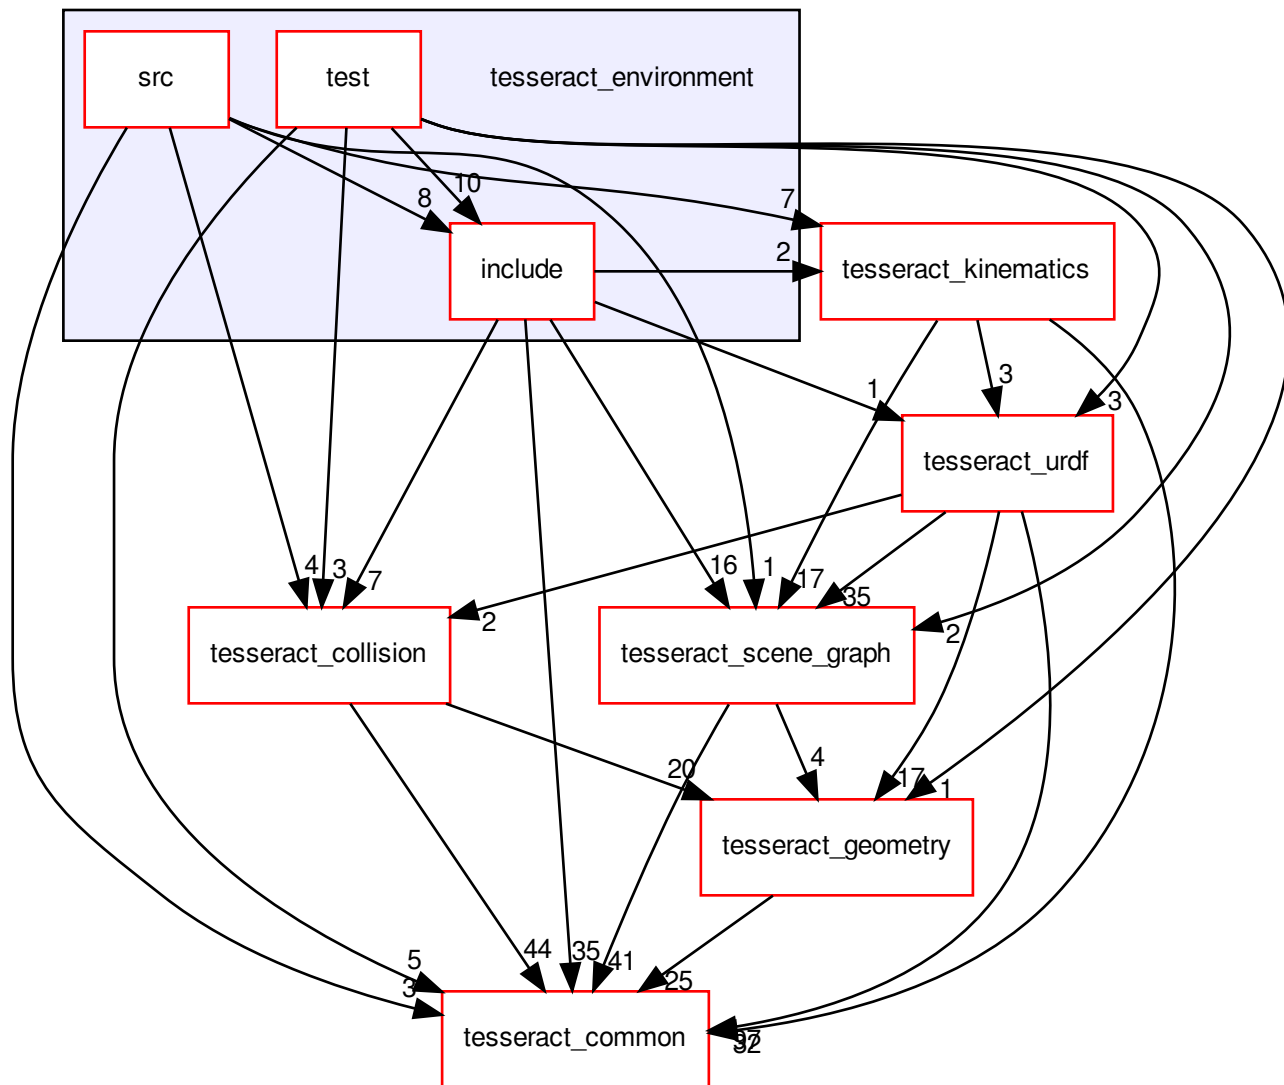 src
test
tesseract_environment
10
8
7
include
2
tesseract_kinematics
1
3
3
tesseract_urdf
4
3
7
16
1
17
35
2
2
tesseract_collision
tesseract_scene_graph
20
4
17
1
tesseract_geometry
5
3
44
35
41
25
tesseract_common
32